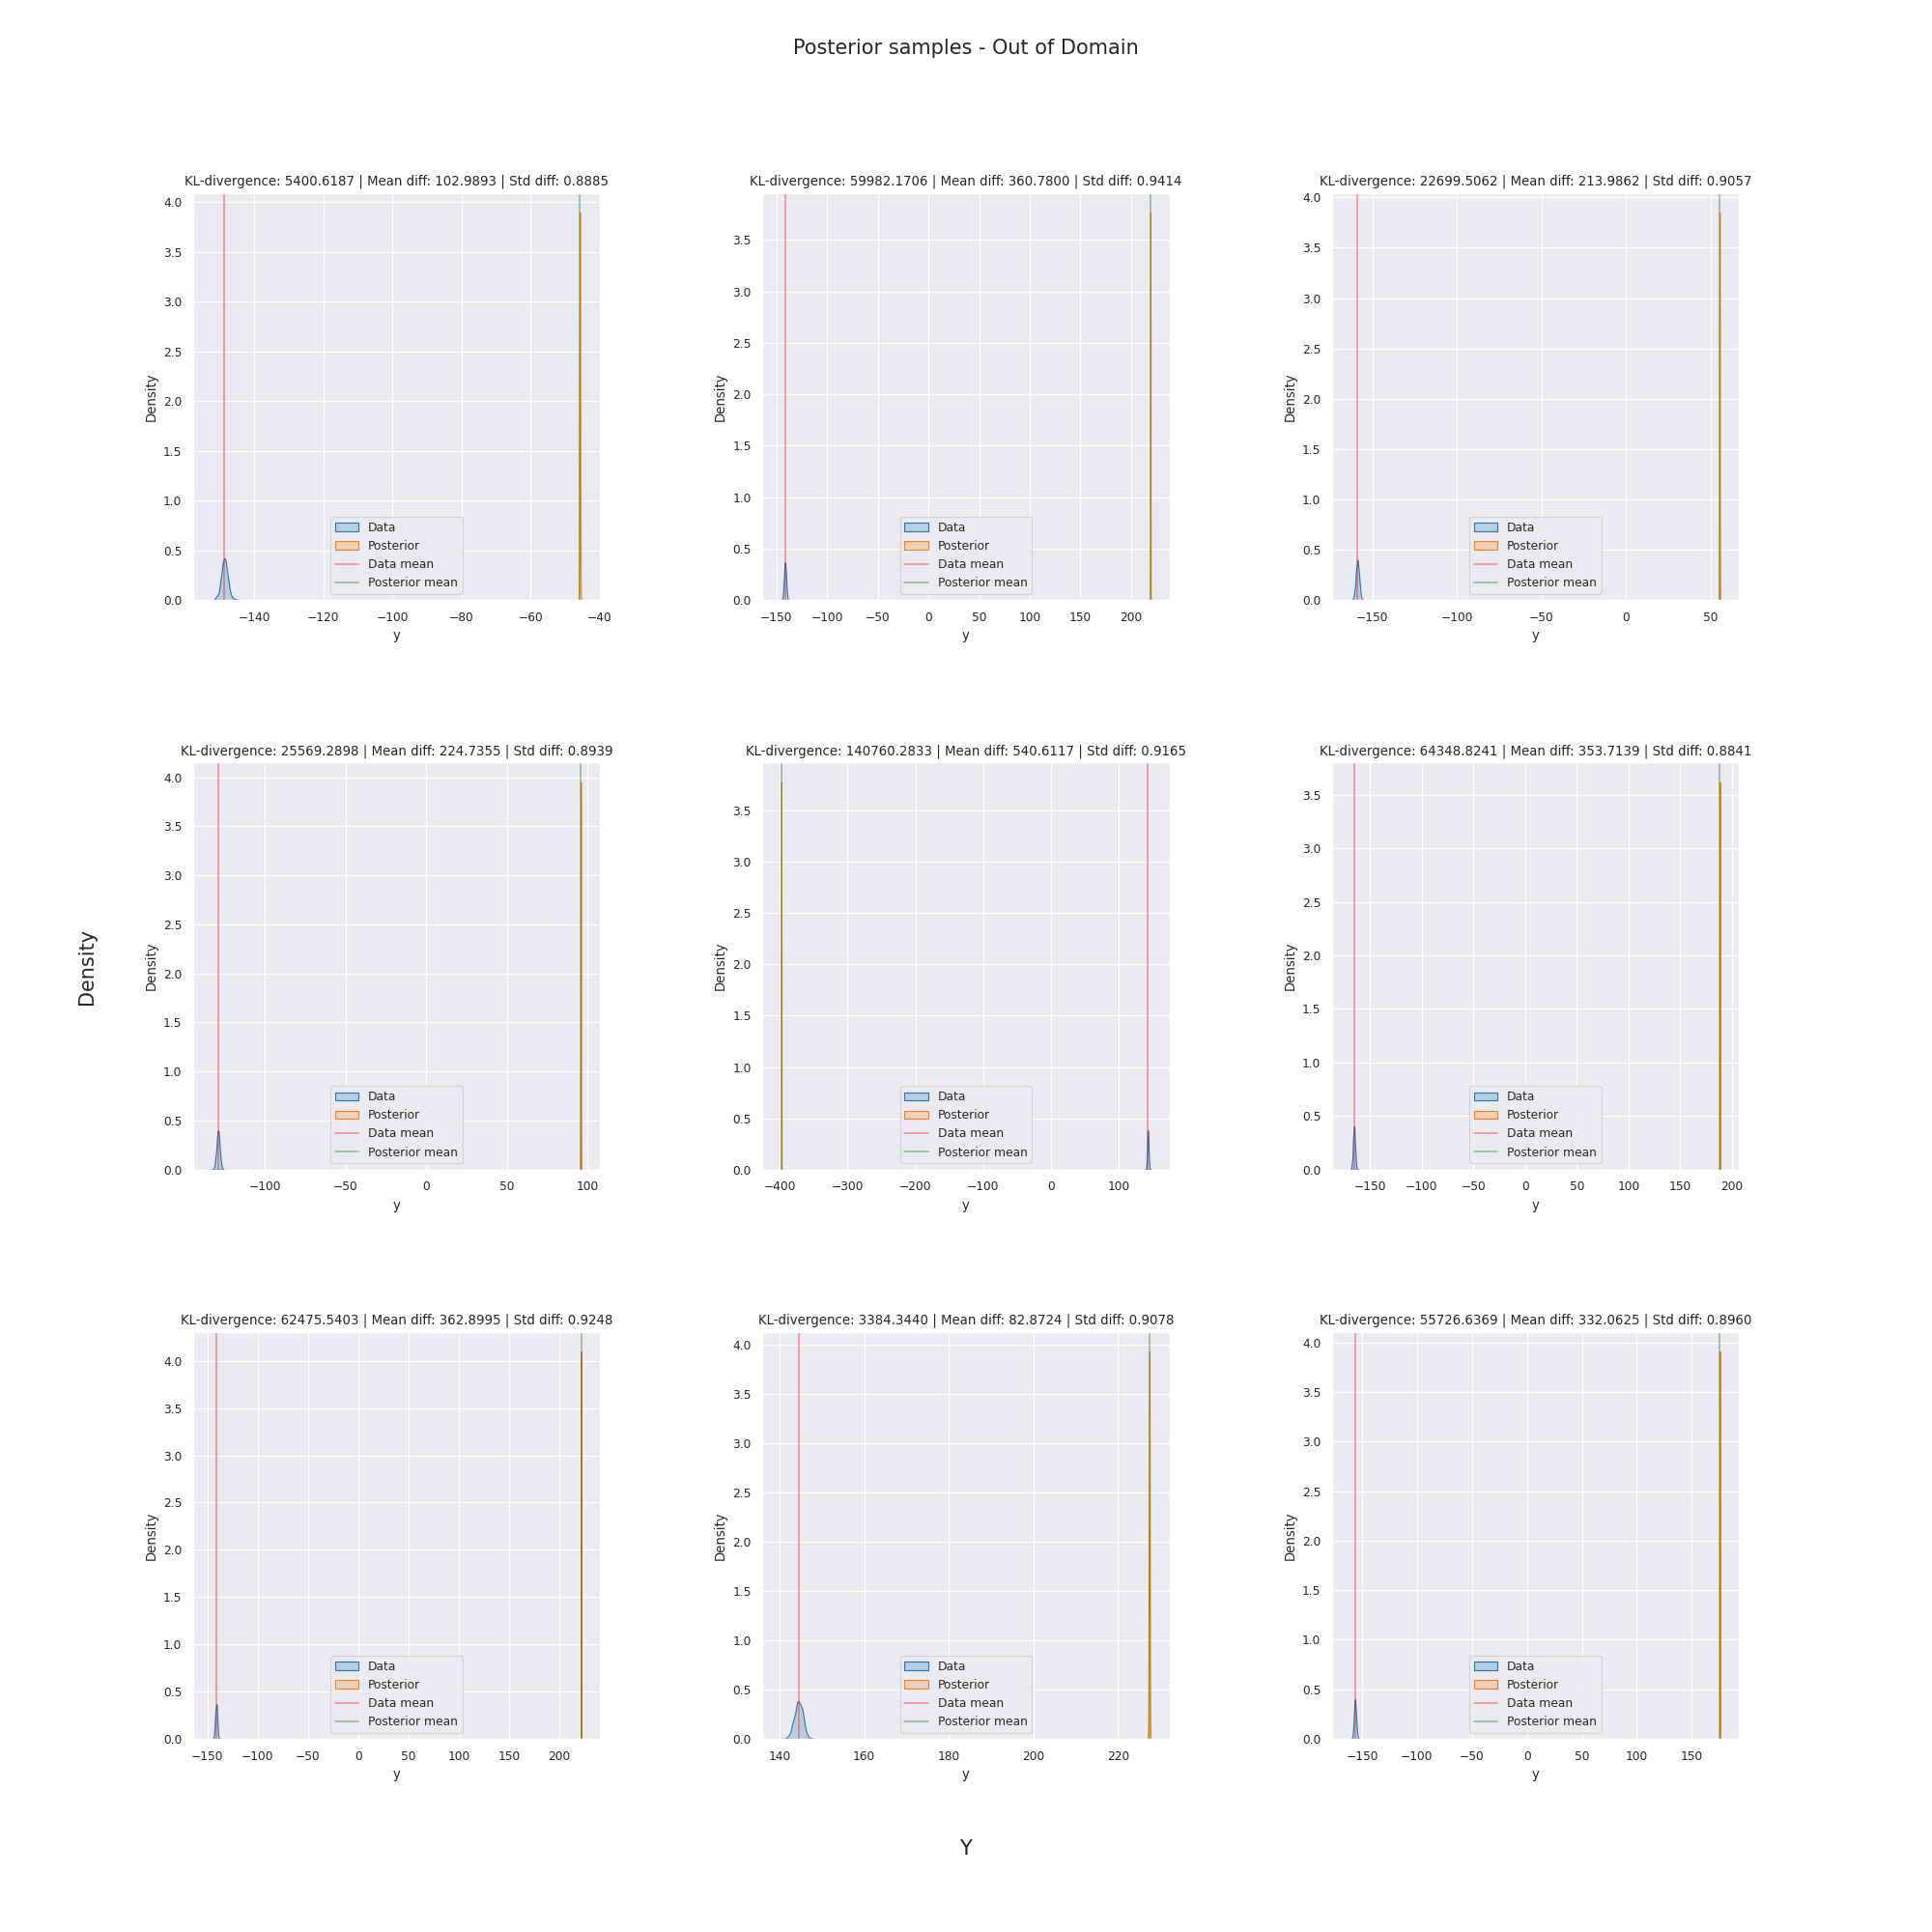 Posterior samples - Out of Domain
KL-divergence: 5400.6187 | Mean diff: 102.9893 | Std diff: 0.8885
4.0
3.5
3.0
2.5
2.0
1.5
1.0
0.5
0.0
Density
Data
Posterior
Data mean
Posterior mean
−140 −120 −100 −80 −60 −40
y
KL-divergence: 59982.1706 | Mean diff: 360.7800 | Std diff: 0.9414
3.5
3.0
2.5
2.0
1.5
1.0
0.5
0.0
Density
Data
Posterior
Data mean
Posterior mean
−150 −100 −50 0 50 100 150 200
y
KL-divergence: 22699.5062 | Mean diff: 213.9862 | Std diff: 0.9057
4.0
3.5
3.0
2.5
2.0
1.5
1.0
0.5
0.0
Density
Data
Posterior
Data mean
Posterior mean
−150 −100 −50 0 50
y
Density
KL-divergence: 25569.2898 | Mean diff: 224.7355 | Std diff: 0.8939
4.0
3.5
3.0
2.5
2.0
1.5
1.0
0.5
0.0
Density
Data
Posterior
Data mean
Posterior mean
−100 −50 0 50 100
y
KL-divergence: 140760.2833 | Mean diff: 540.6117 | Std diff: 0.9165
3.5
3.0
2.5
2.0
1.5
1.0
0.5
0.0
Density
Data
Posterior
Data mean
Posterior mean
−400 −300 −200 −100 0 100
y
KL-divergence: 64348.8241 | Mean diff: 353.7139 | Std diff: 0.8841
3.5
3.0
2.5
2.0
1.5
1.0
0.5
0.0
Density
Data
Posterior
Data mean
Posterior mean
−150 −100 −50 0 50 100 150 200
y
KL-divergence: 62475.5403 | Mean diff: 362.8995 | Std diff: 0.9248
4.0
3.5
3.0
2.5
2.0
1.5
1.0
0.5
0.0
Density
Data
Posterior
Data mean
Posterior mean
−150 −100 −50 0 50 100 150 200
y
KL-divergence: 3384.3440 | Mean diff: 82.8724 | Std diff: 0.9078
4.0
3.5
3.0
2.5
2.0
1.5
1.0
0.5
0.0
Density
Data
Posterior
Data mean
Posterior mean
140 160 180 200 220
y
KL-divergence: 55726.6369 | Mean diff: 332.0625 | Std diff: 0.8960
4.0
3.5
3.0
2.5
2.0
1.5
1.0
0.5
0.0
Density
Data
Posterior
Data mean
Posterior mean
−150 −100 −50 0 50 100 150
y
Y